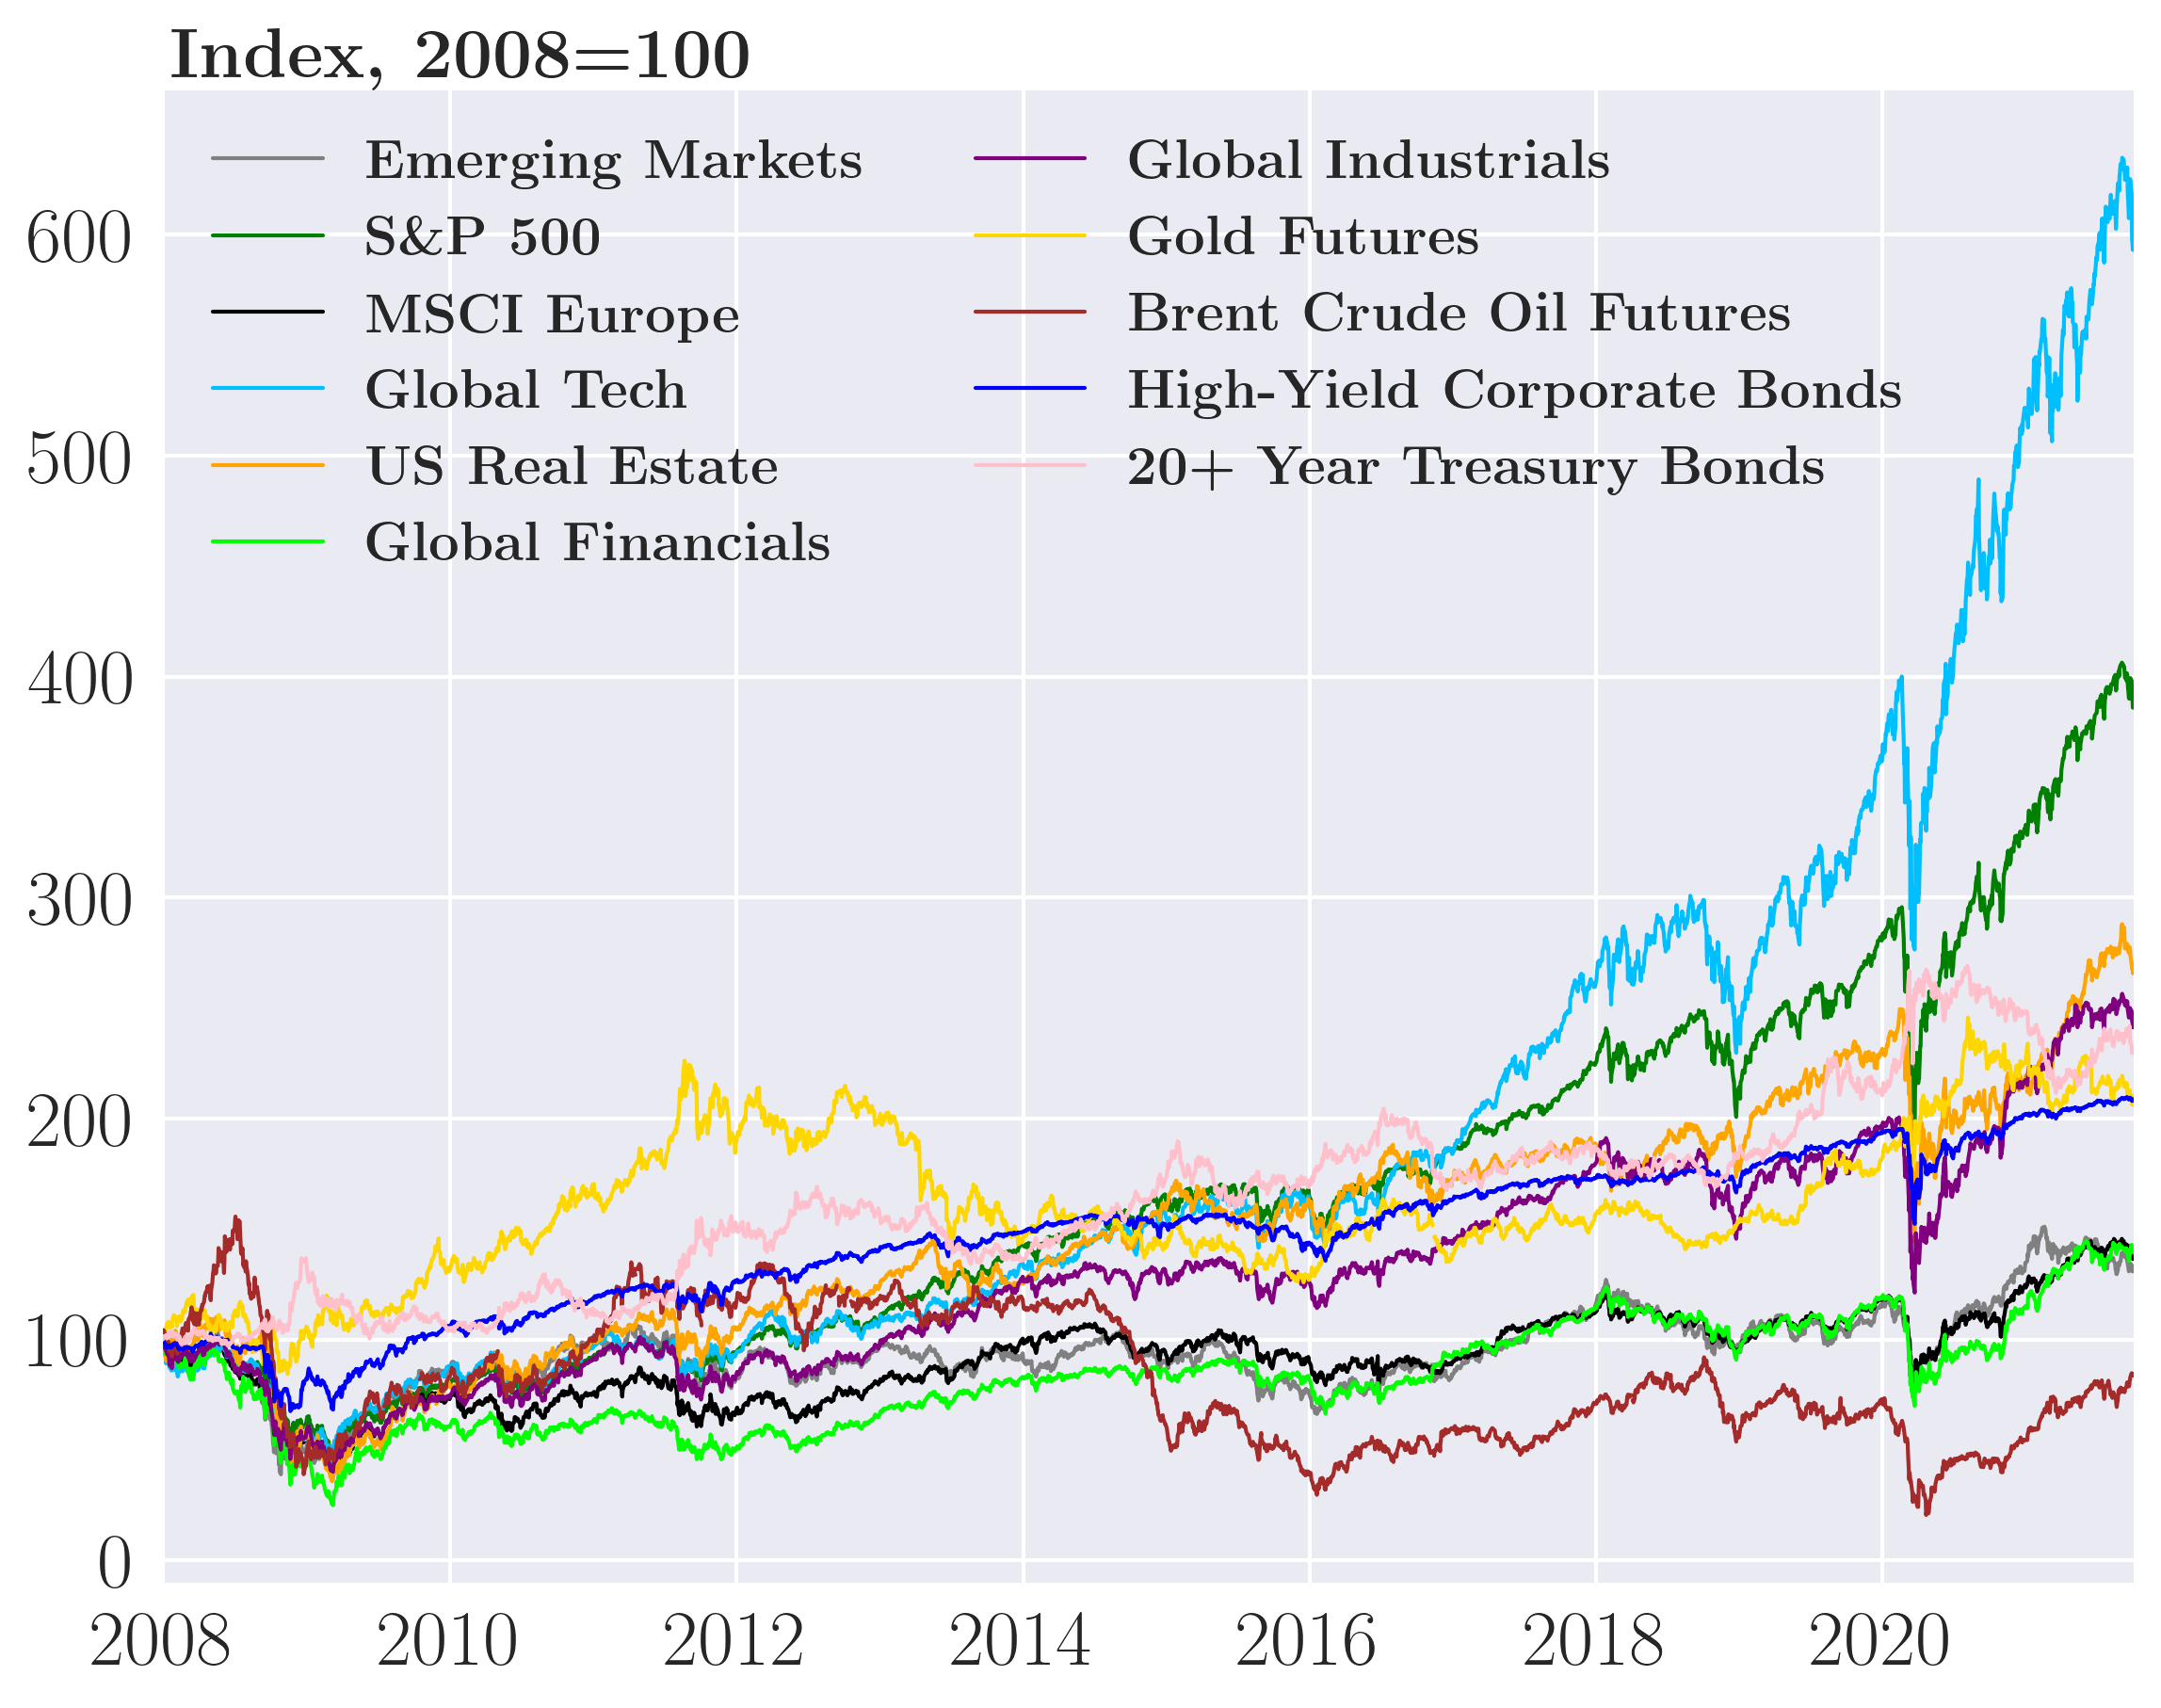 Index, 2008=100
Emerging Markets
S&P 500
MSCI Europe
Global Tech
US Real Estate
Global Financials
Global Industrials
Gold Futures
Brent Crude Oil Futures
High-Yield Corporate Bonds
20+ Year Treasury Bonds
600
500
400
300
200
100
0
2008 2010 2012 2014 2016 2018 2020